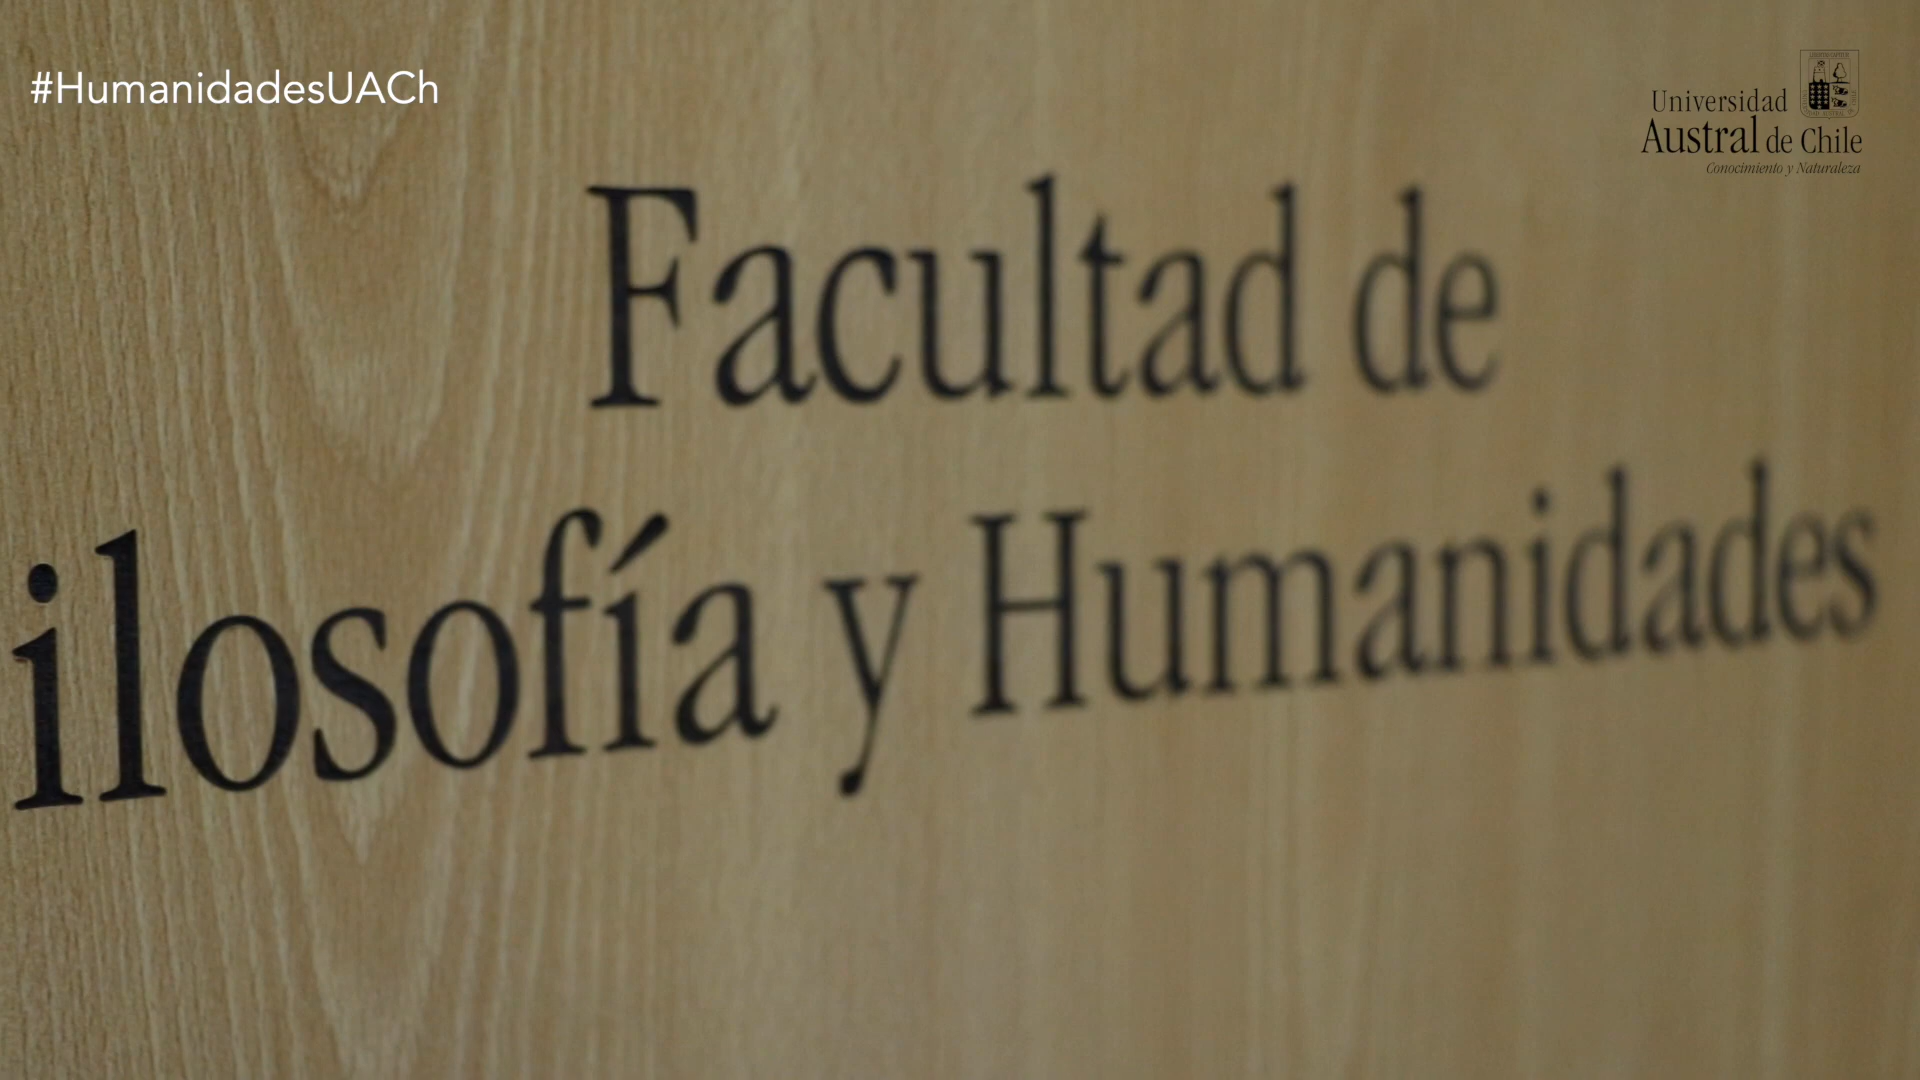 #HumanidadesUACh
Universidad
Austral de Chile
Conocimiento y Naturaleza
Facultad de
ilosofía y Humanidades